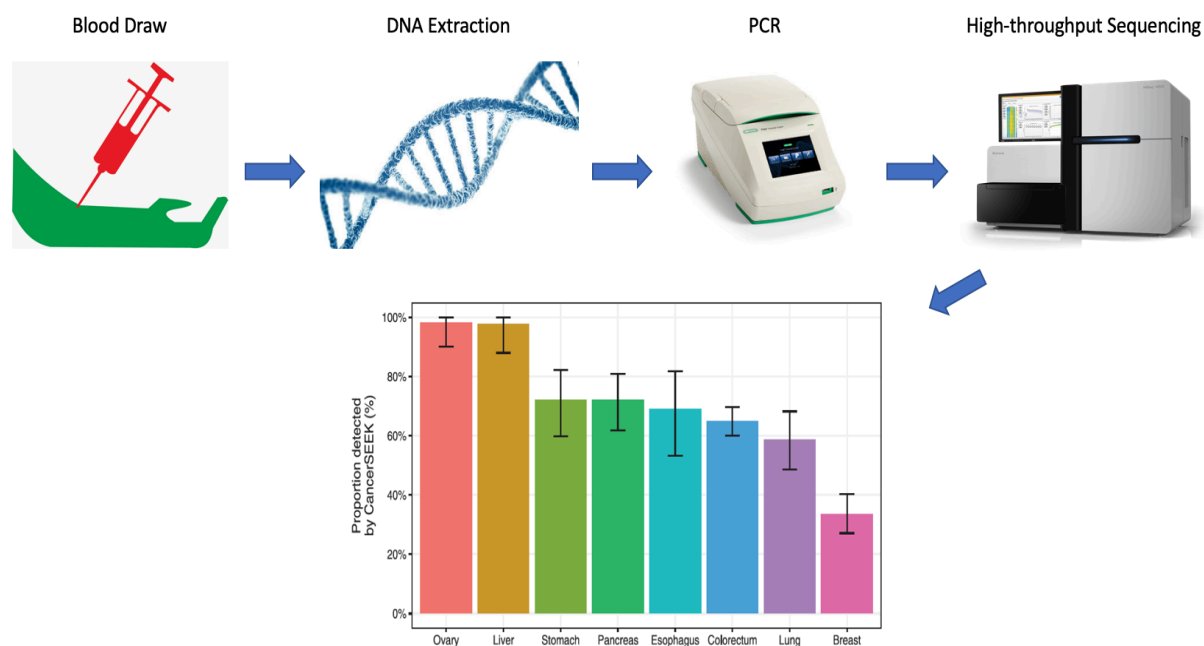 Blood Draw
DNA Extraction
PCR
High-throughput Sequencing
Proportion detected
by CancerSEEK (%)
100%
80%
60%
40%
20%
0%
Ovary
Liver
Stomach
Pancreas
Esophagus
Colorectum
Lung
Breast